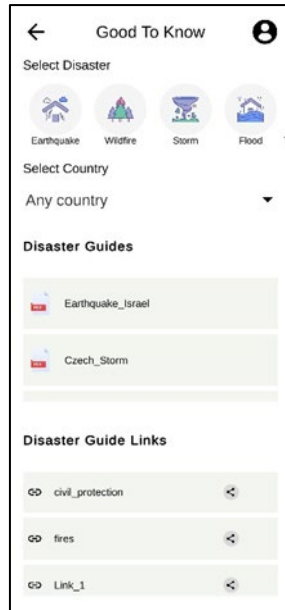 Good To Know
Select Disaster
Earthquake Wildfire Storm Flood
Select Country
Any country
Disaster Guides
Earthquake_Israel
Czech_Storm
Disaster Guide Links
civil_protection
fires
Link_1